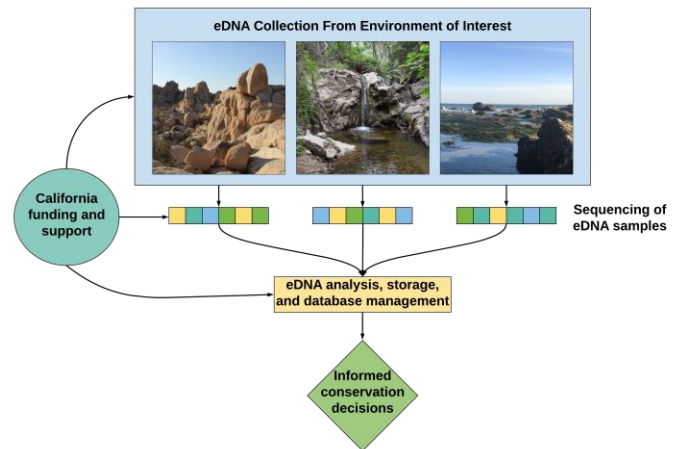 eDNA Collection From Environment of Interest
California
funding and
support
Sequencing of
eDNA samples
eDNA analysis, storage,
and database management
Informed
conservation
decisions